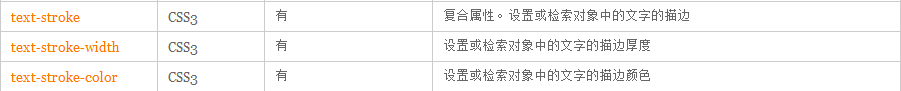 text-stroke CSS3 有 复合属性。设置或检索对象中的文字的描边
text-stroke-width CSS3 有 设置或检索对象中的文字的描边厚度
text-stroke-color CSS3 有 设置或检索对象中的文字的描边颜色